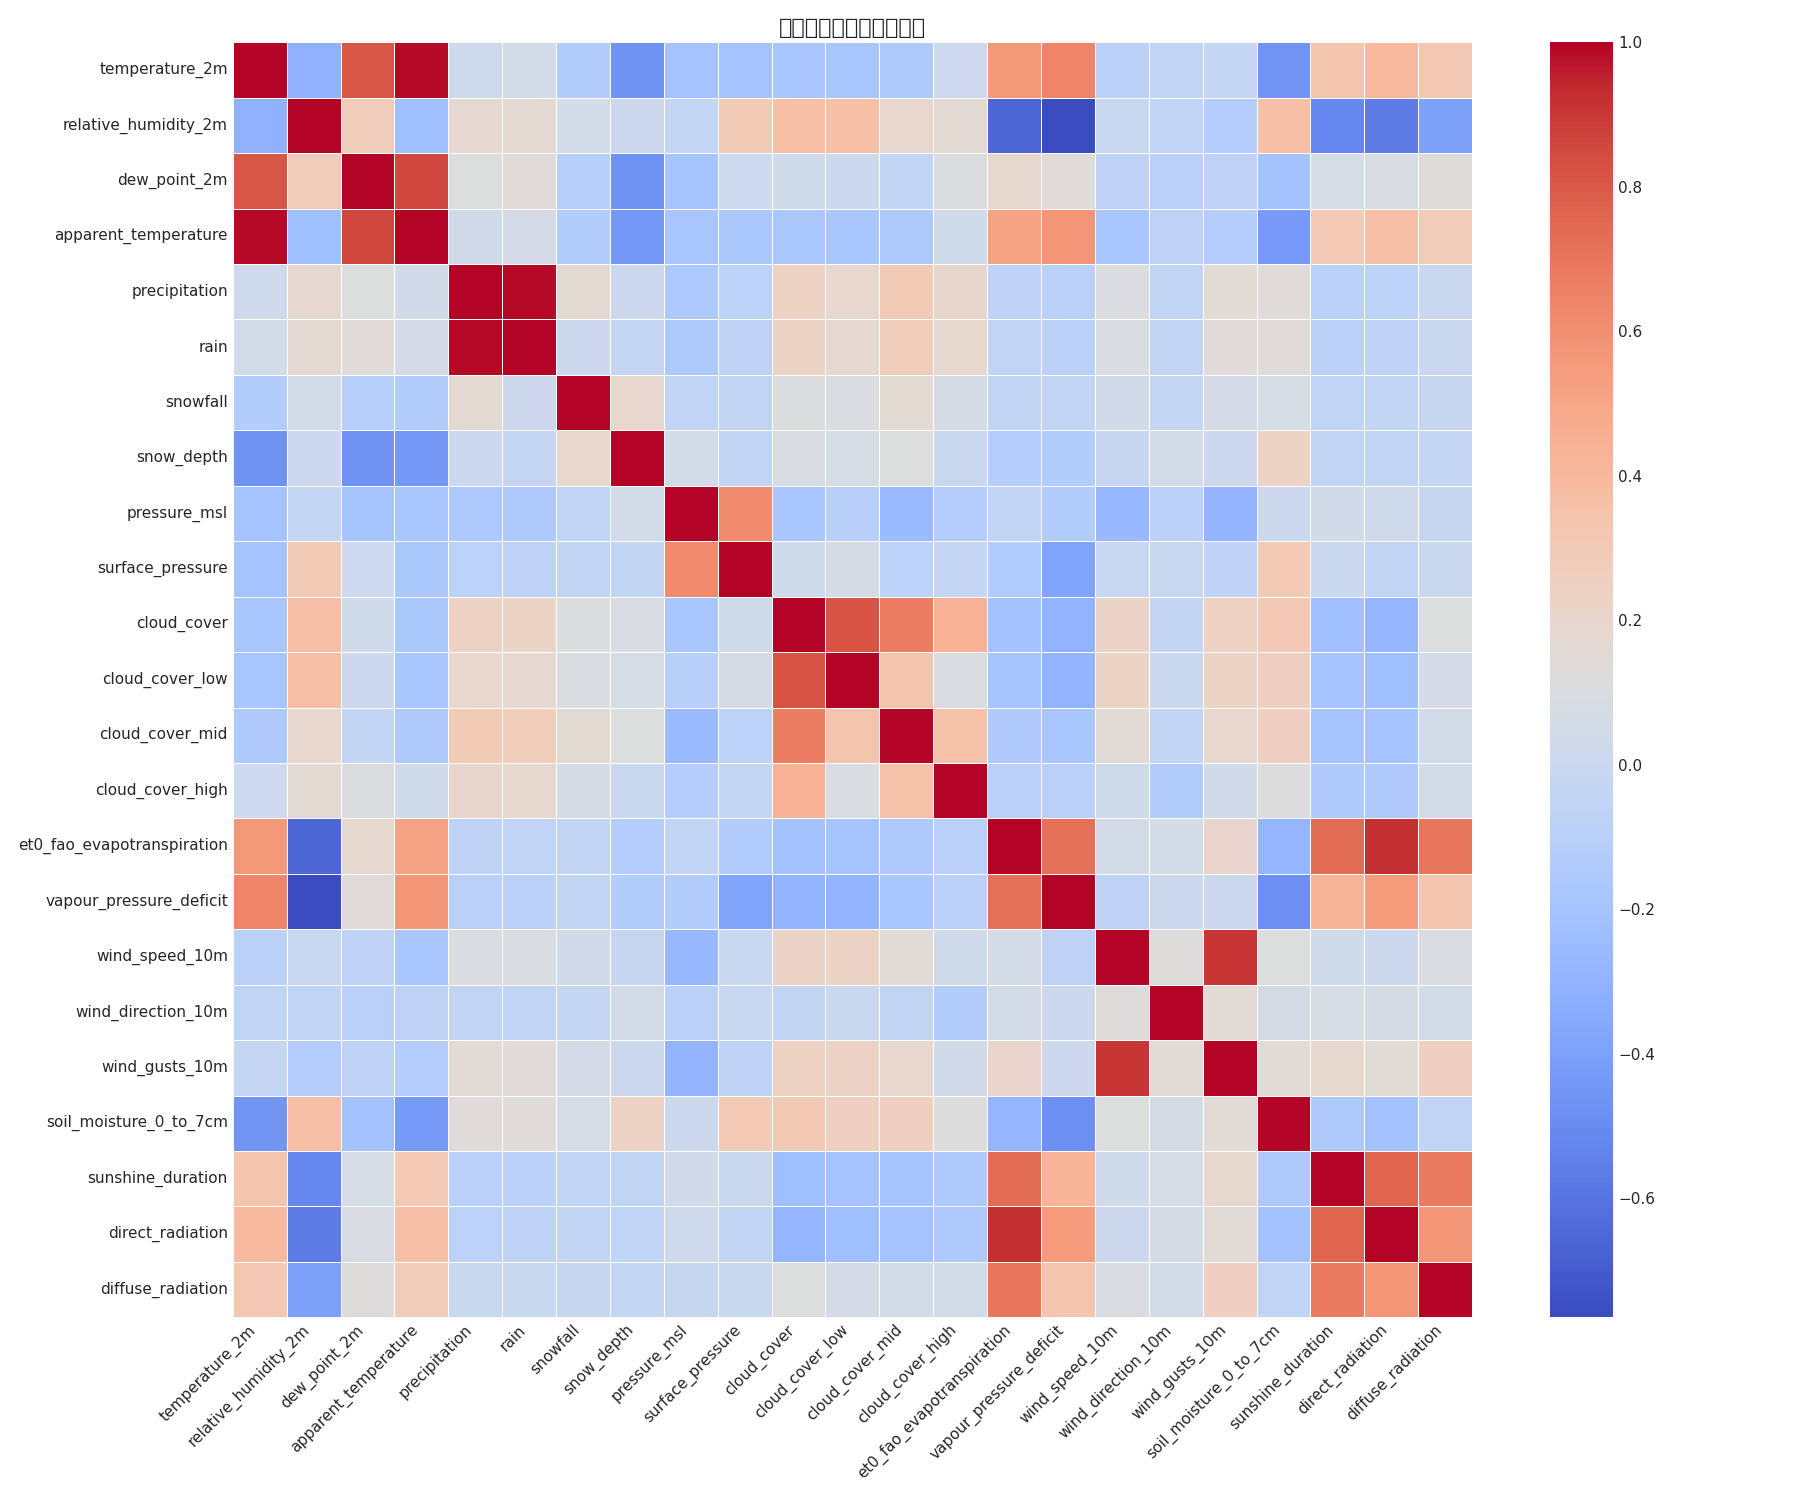 temperature_2m
relative_humidity_2m
dew_point_2m
apparent_temperature
precipitation
rain
snowfall
snow_depth
pressure_msl
surface_pressure
cloud_cover
cloud_cover_low
cloud_cover_mid
cloud_cover_high
et0_fao_evapotranspiration
vapour_pressure_deficit
wind_speed_10m
wind_direction_10m
wind_gusts_10m
soil_moisture_0_to_7cm
sunshine_duration
direct_radiation
diffuse_radiation
temperature_2m
relative_humidity_2m
dew_point_2m
apparent_temperature
precipitation
rain
snowfall
snow_depth
pressure_msl
surface_pressure
cloud_cover
cloud_cover_low
cloud_cover_mid
cloud_cover_high
et0_fao_evapotranspiration
vapour_pressure_deficit
wind_speed_10m
wind_direction_10m
wind_gusts_10m
soil_moisture_0_to_7cm
sunshine_duration
direct_radiation
diffuse_radiation
1.0
0.8
0.6
0.4
0.2
0.0
−0.2
−0.4
−0.6